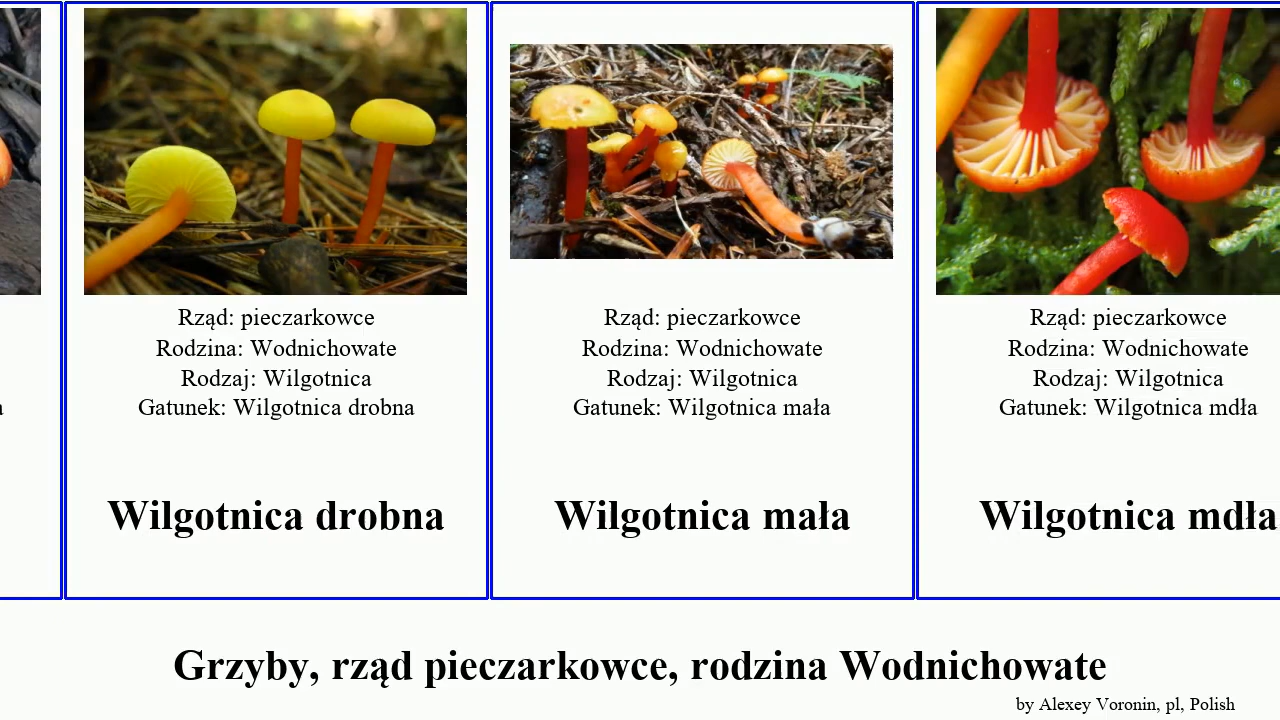 Rząd: pieczarkowce
Rodzina: Wodnichowate
Rodzaj: Wilgotnica
Gatunek: Wilgotnica drobna
Wilgotnica drobna
Rząd: pieczarkowce
Rodzina: Wodnichowate
Rodzaj: Wilgotnica
Gatunek: Wilgotnica mała
Wilgotnica mała
Rząd: pieczarkowce
Rodzina: Wodnichowate
Rodzaj: Wilgotnica
Gatunek: Wilgotnica mdła
Wilgotnica mdła
Grzyby, rząd pieczarkowce, rodzina Wodnichowate
by Alexey Voronin, pl, Polish